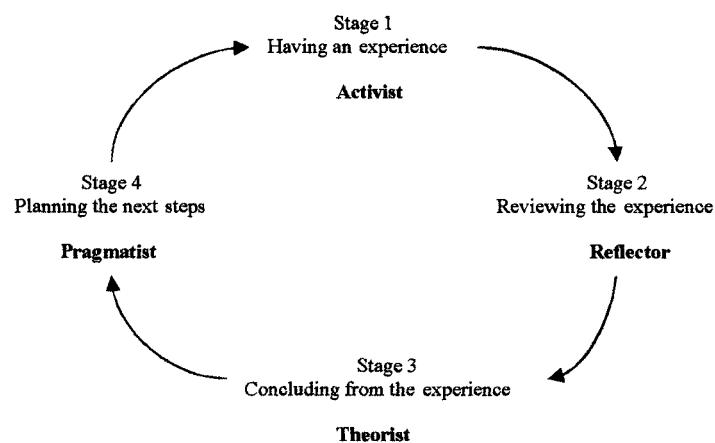 Stage 1
Having an experience
Activist
Stage 2
Reviewing the experience
Reflector
Stage 3
Concluding from the experience
Theorist
Stage 4
Planning the next steps
Pragmatist